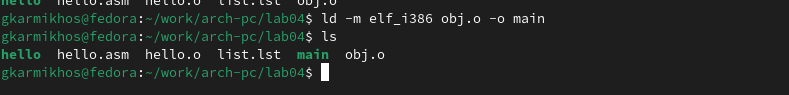 hello  hello.asm  hello.o  list.lst  obj.o
gkarmikhos@fedora:~/work/arch-pc/lab04$ ld -m elf_i386 obj.o -o main
gkarmikhos@fedora:~/work/arch-pc/lab04$ ls
hello  hello.asm  hello.o  list.lst  main  obj.o
gkarmikhos@fedora:~/work/arch-pc/lab04$